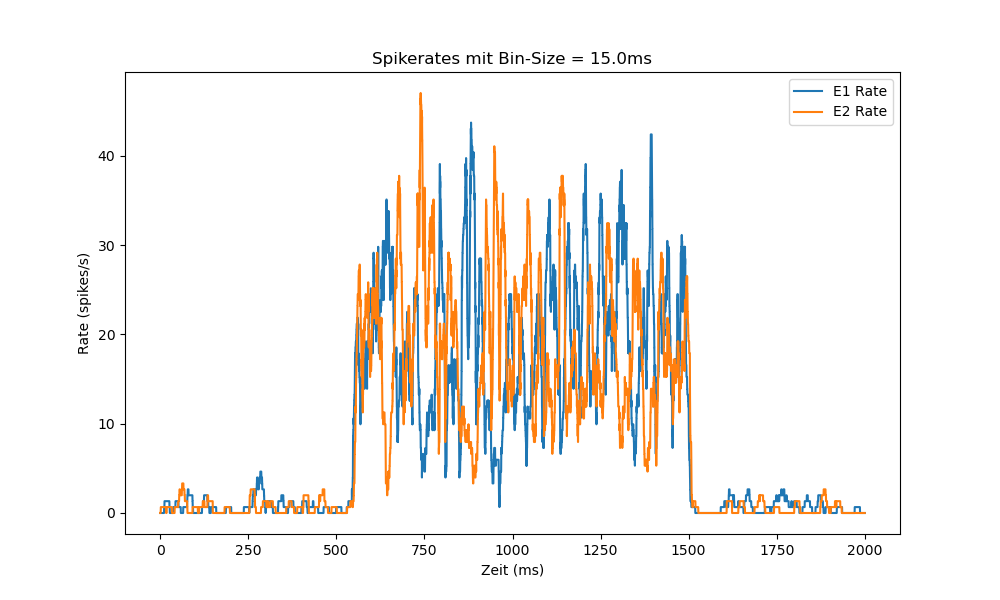 Spikerates mit Bin-Size = 15.0ms
E1 Rate
E2 Rate
Rate (spikes/s)
40
30
20
10
0
0 250 500 750 1000 1250 1500 1750 2000
Zeit (ms)